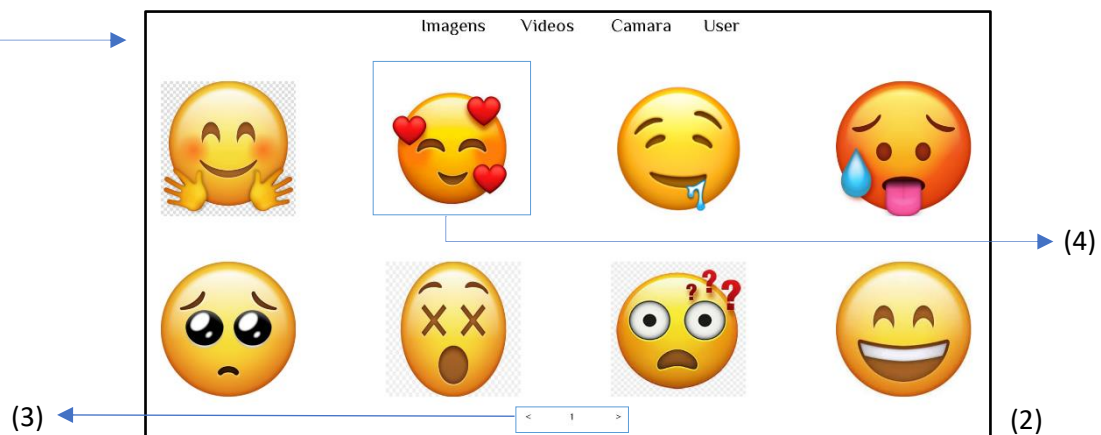 Imagens Videos Camara User
(4)
(3)
< 1 >
(2)